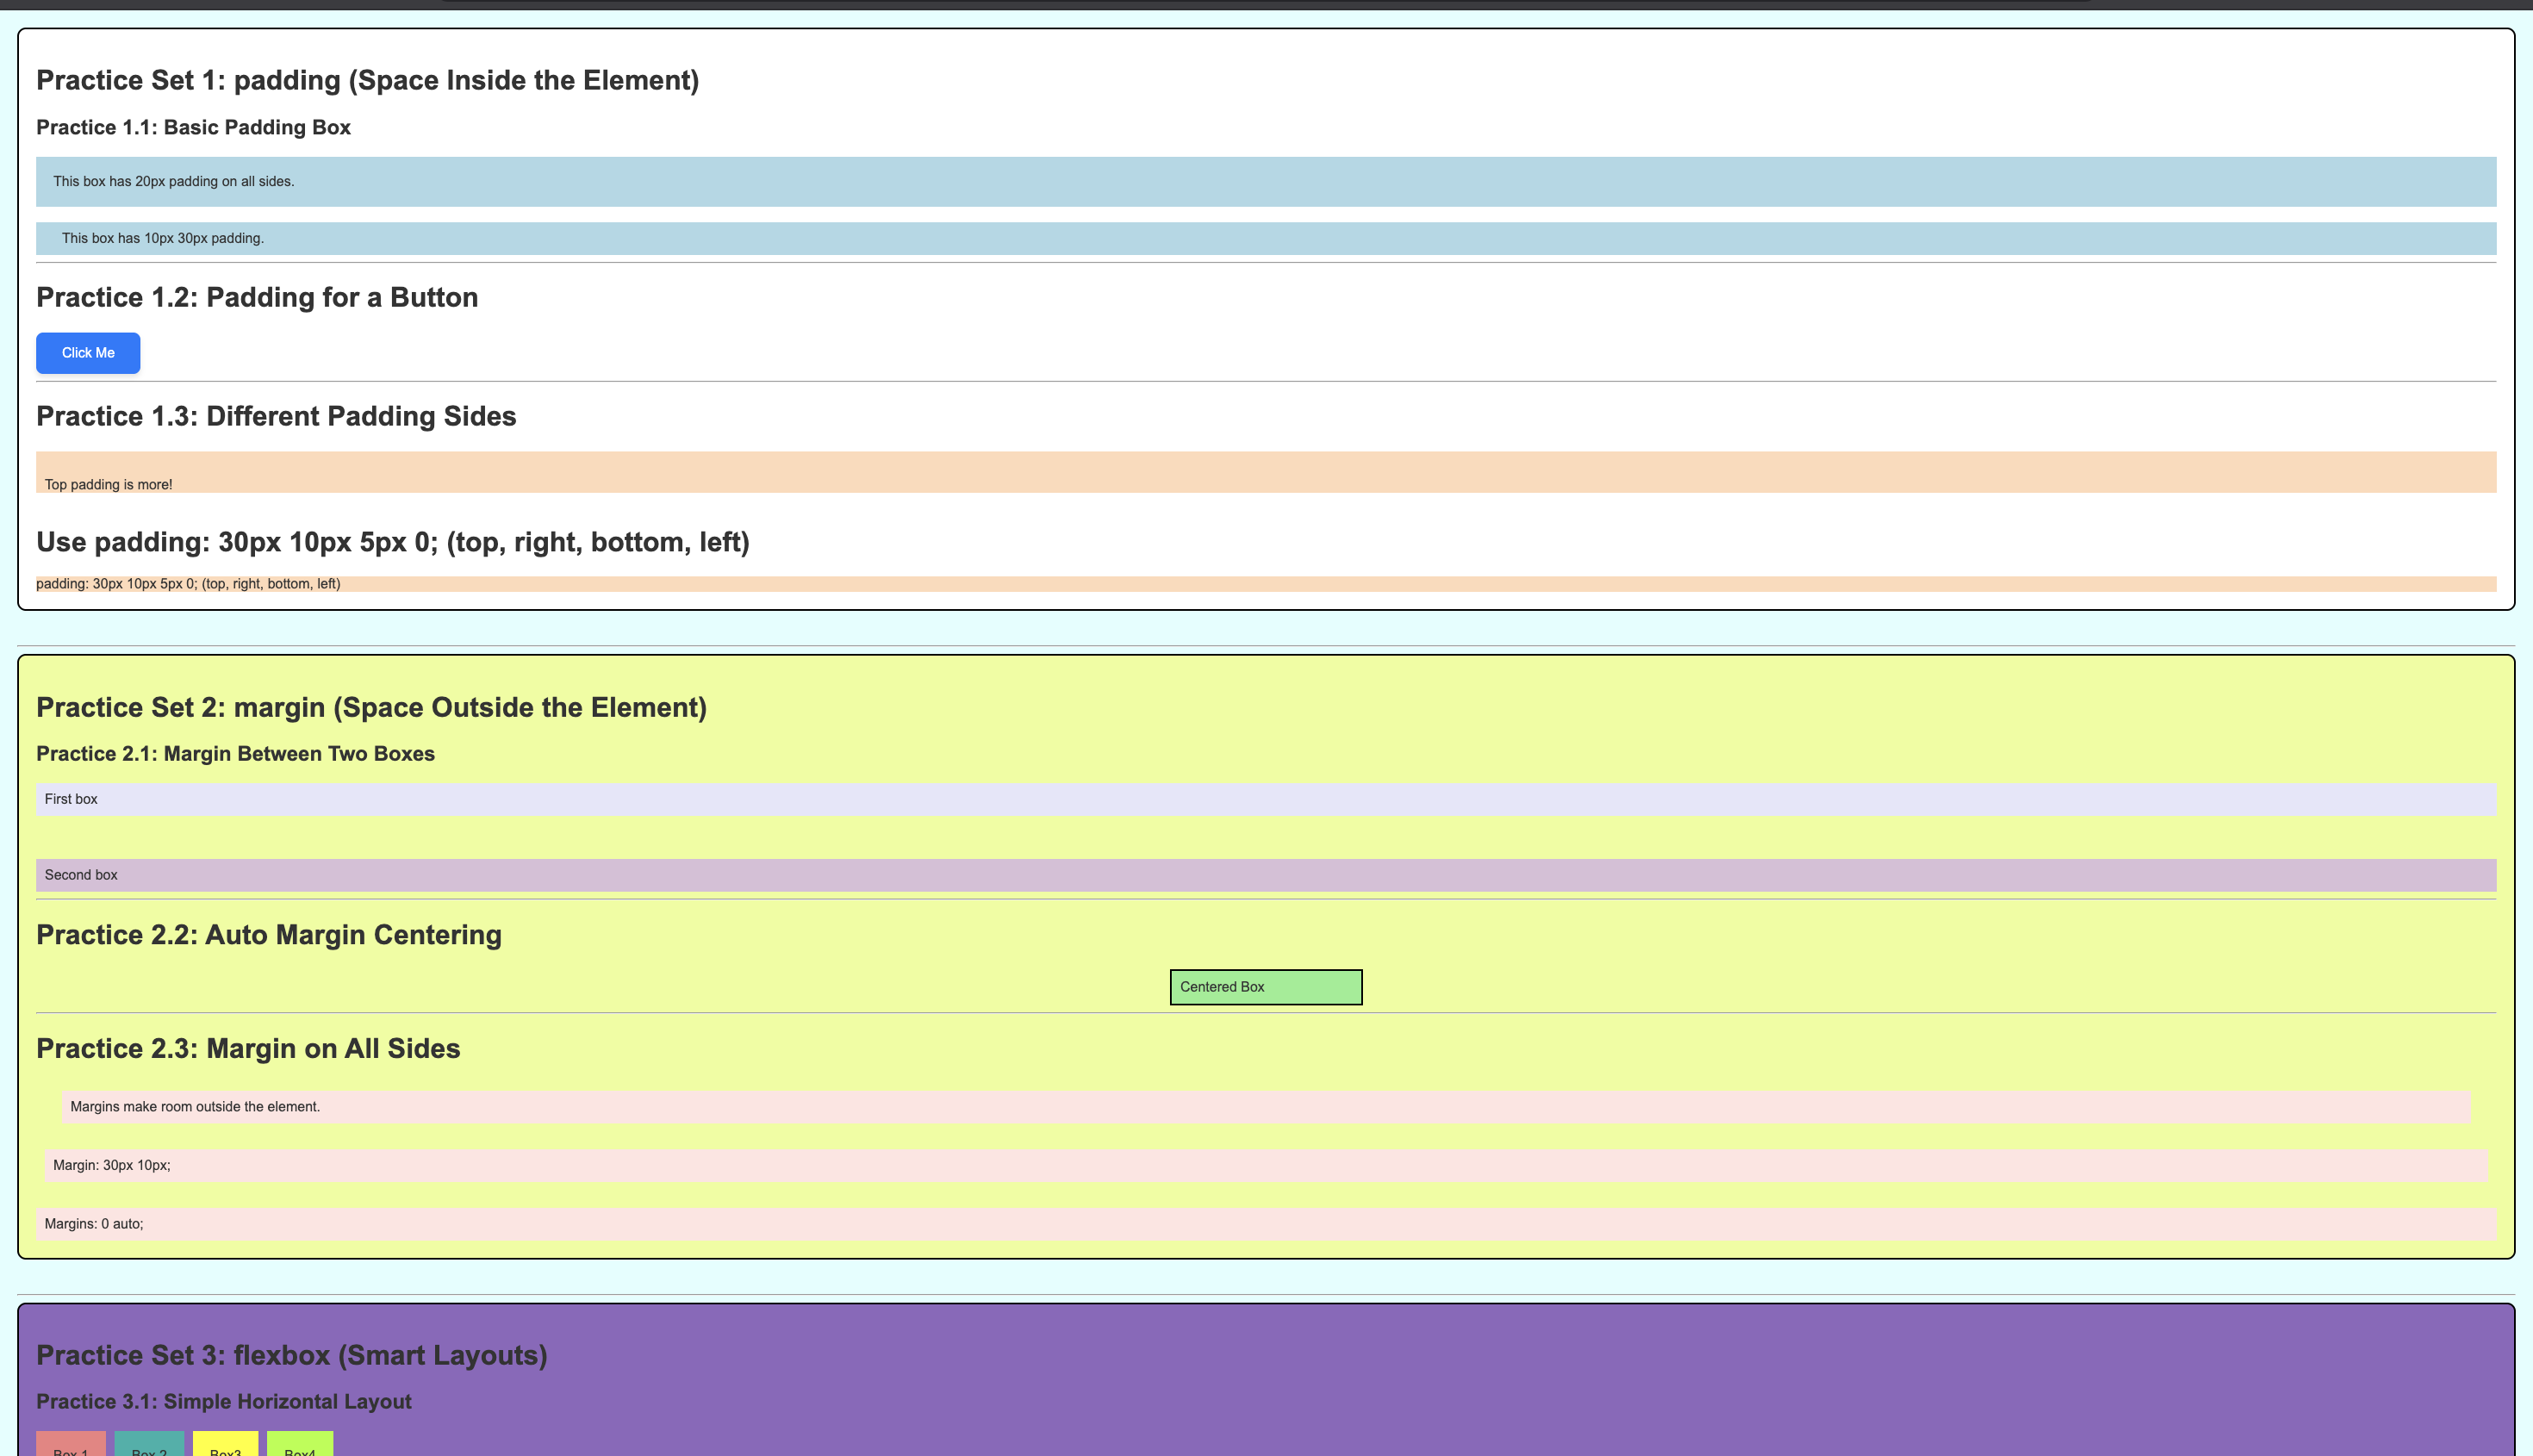 Practice Set 1: padding (Space Inside the Element)
Practice 1.1: Basic Padding Box
This box has 20px padding on all sides.
This box has 10px 30px padding.
Practice 1.2: Padding for a Button
Click Me
Practice 1.3: Different Padding Sides
Top padding is more!
Use padding: 30px 10px 5px 0; (top, right, bottom, left)
padding: 30px 10px 5px 0; (top, right, bottom, left)
Practice Set 2: margin (Space Outside the Element)
Practice 2.1: Margin Between Two Boxes
First box
Second box
Practice 2.2: Auto Margin Centering
Centered Box
Practice 2.3: Margin on All Sides
Margins make room outside the element.
Margin: 30px 10px;
Margins: 0 auto;
Practice Set 3: flexbox (Smart Layouts)
Practice 3.1: Simple Horizontal Layout
Box 1 Box 2 Box3 Box4